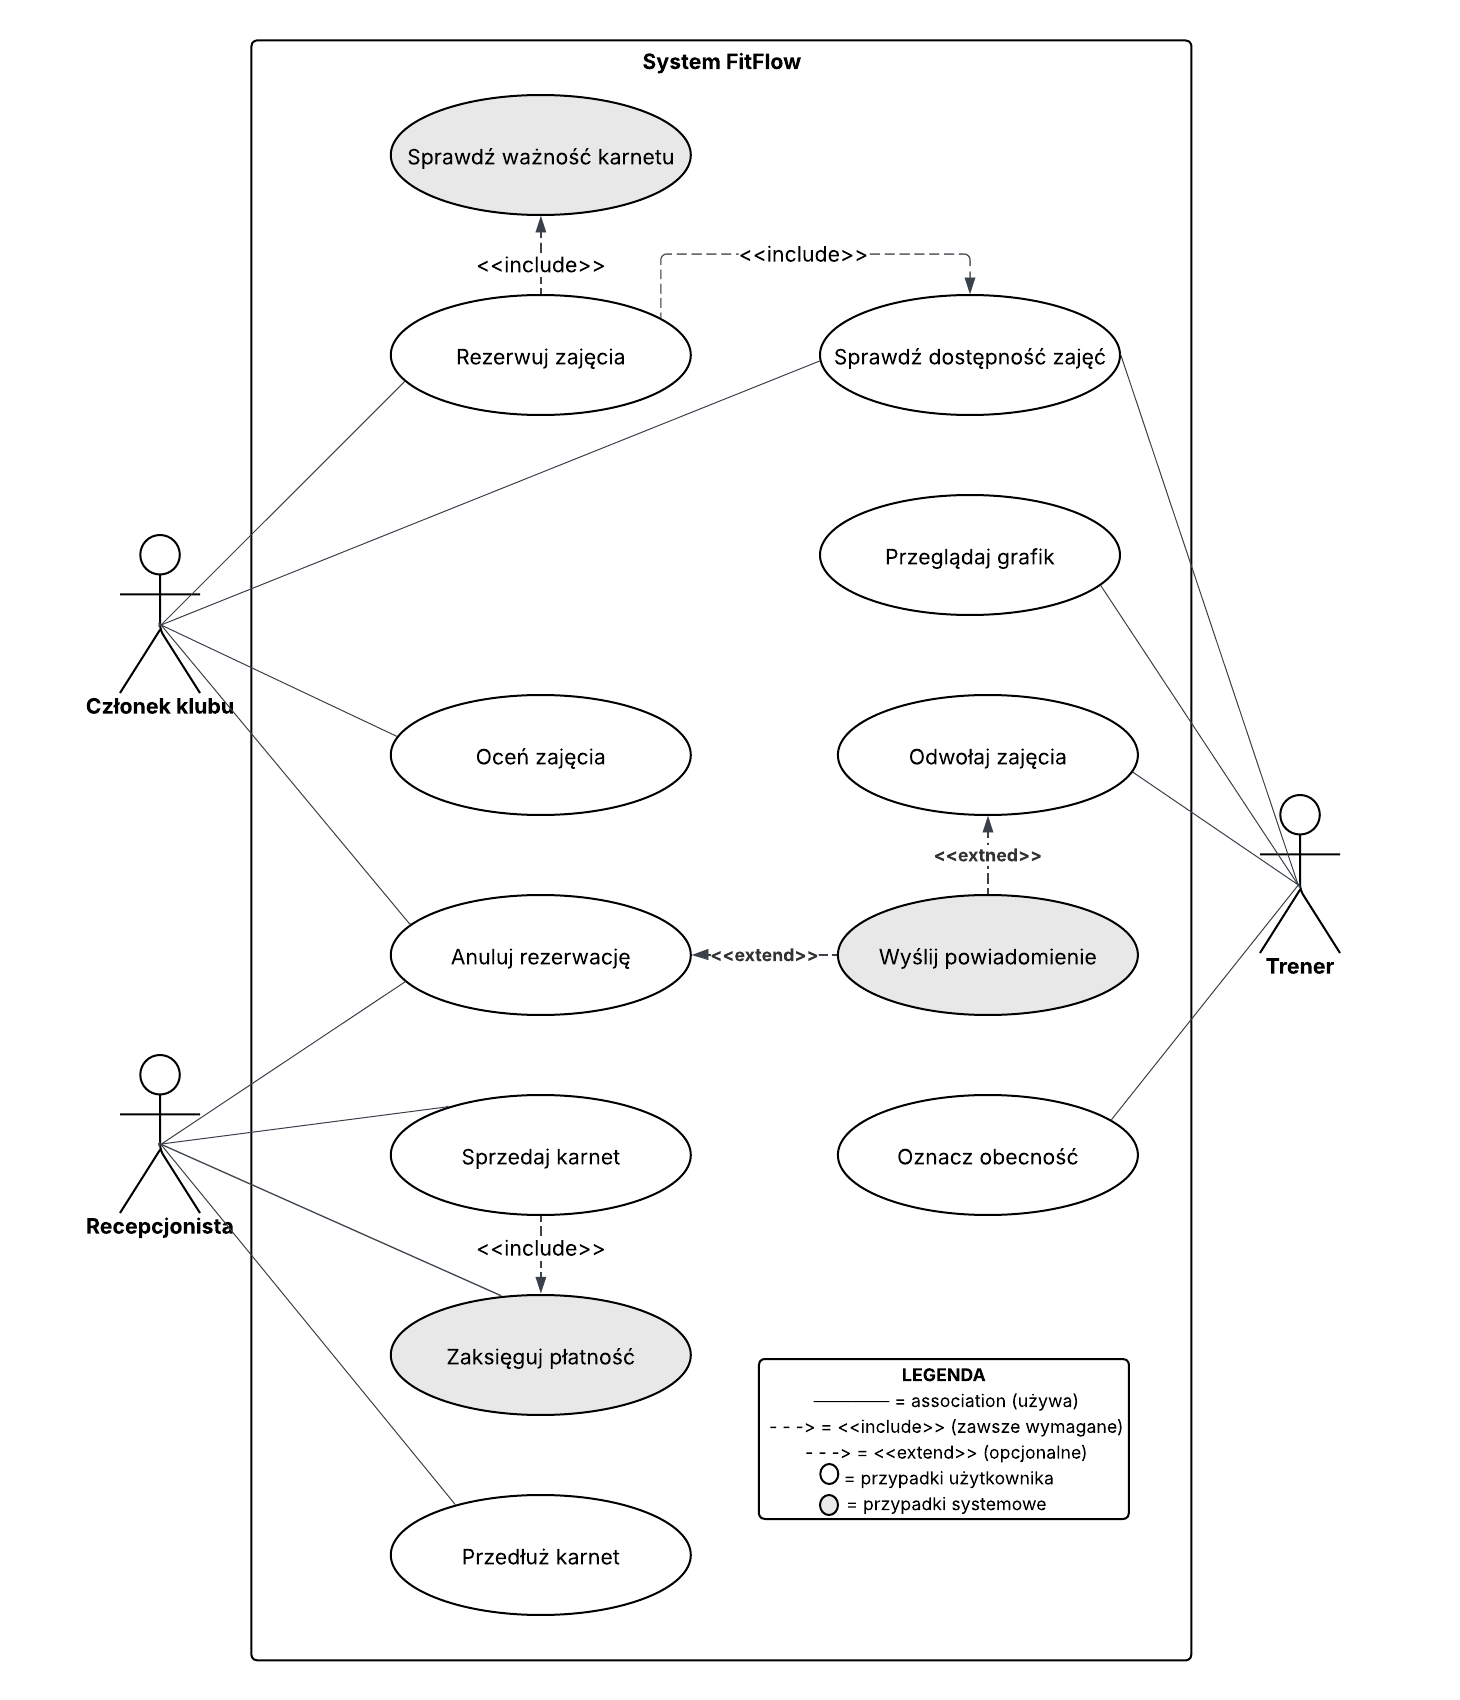 System FitFlow
Sprawdź ważność karnetu
<<include>>
<<include>>
Rezerwuj zajęcia
Sprawdź dostępność zajęć
Przeglądaj grafik
Członek klubu
Oceń zajęcia
Odwołaj zajęcia
<<extned>>
Anuluj rezerwację
<<extend>>
Wyślij powiadomienie
Trener
Sprzedaj karnet
Oznacz obecność
Recepcjonista
<<include>>
Zaksięguj płatność
LEGENDA
———— = association (używa)
- - -> = <<include>> (zawsze wymagane)
- - -> = <<extend>> (opcjonalne)
= przypadki użytkownika
= przypadki systemowe
Przedłuż karnet